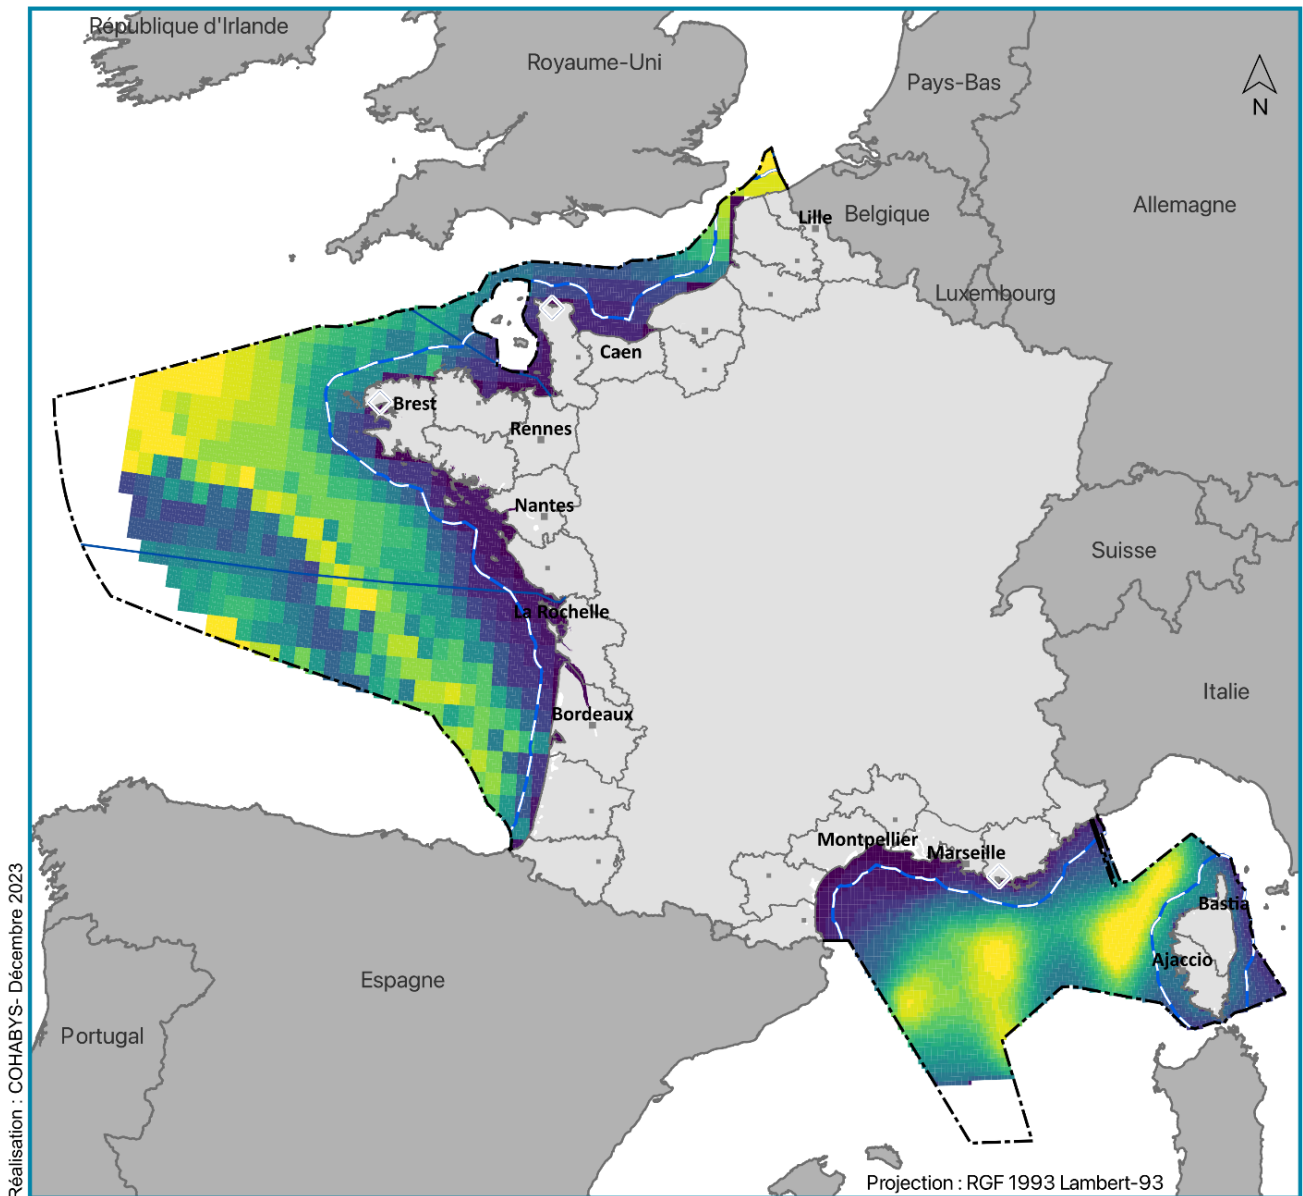 République d'Irlande
Royaume-Uni
Pays-Bas
N
Lille
Belgique
Allemagne
Luxembourg
Caen
Brest
Rennes
Nantes
Suisse
La Rochelle
Italie
Bordeaux
Montpellier
Marseille
Bastia
Ajaccio
Espagne
Portugal
Projection : RGF 1993 Lambert-93
Réalisation : COHABYS- Décembre 2023